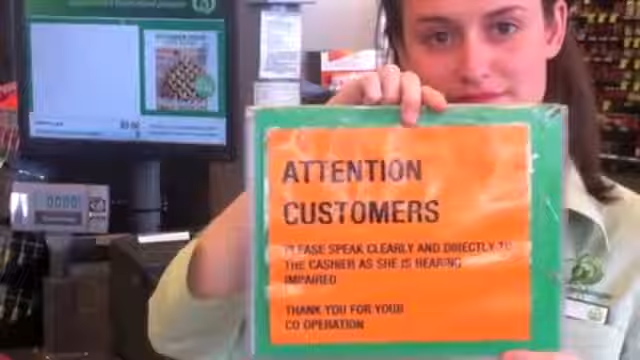 ATTENTION
CUSTOMERS
PLEASE SPEAK CLEARLY AND DIRECTLY TO
THE CASHIER AS SHE IS HEARING
IMPAIRED
THANK YOU FOR YOUR
CO OPERATION